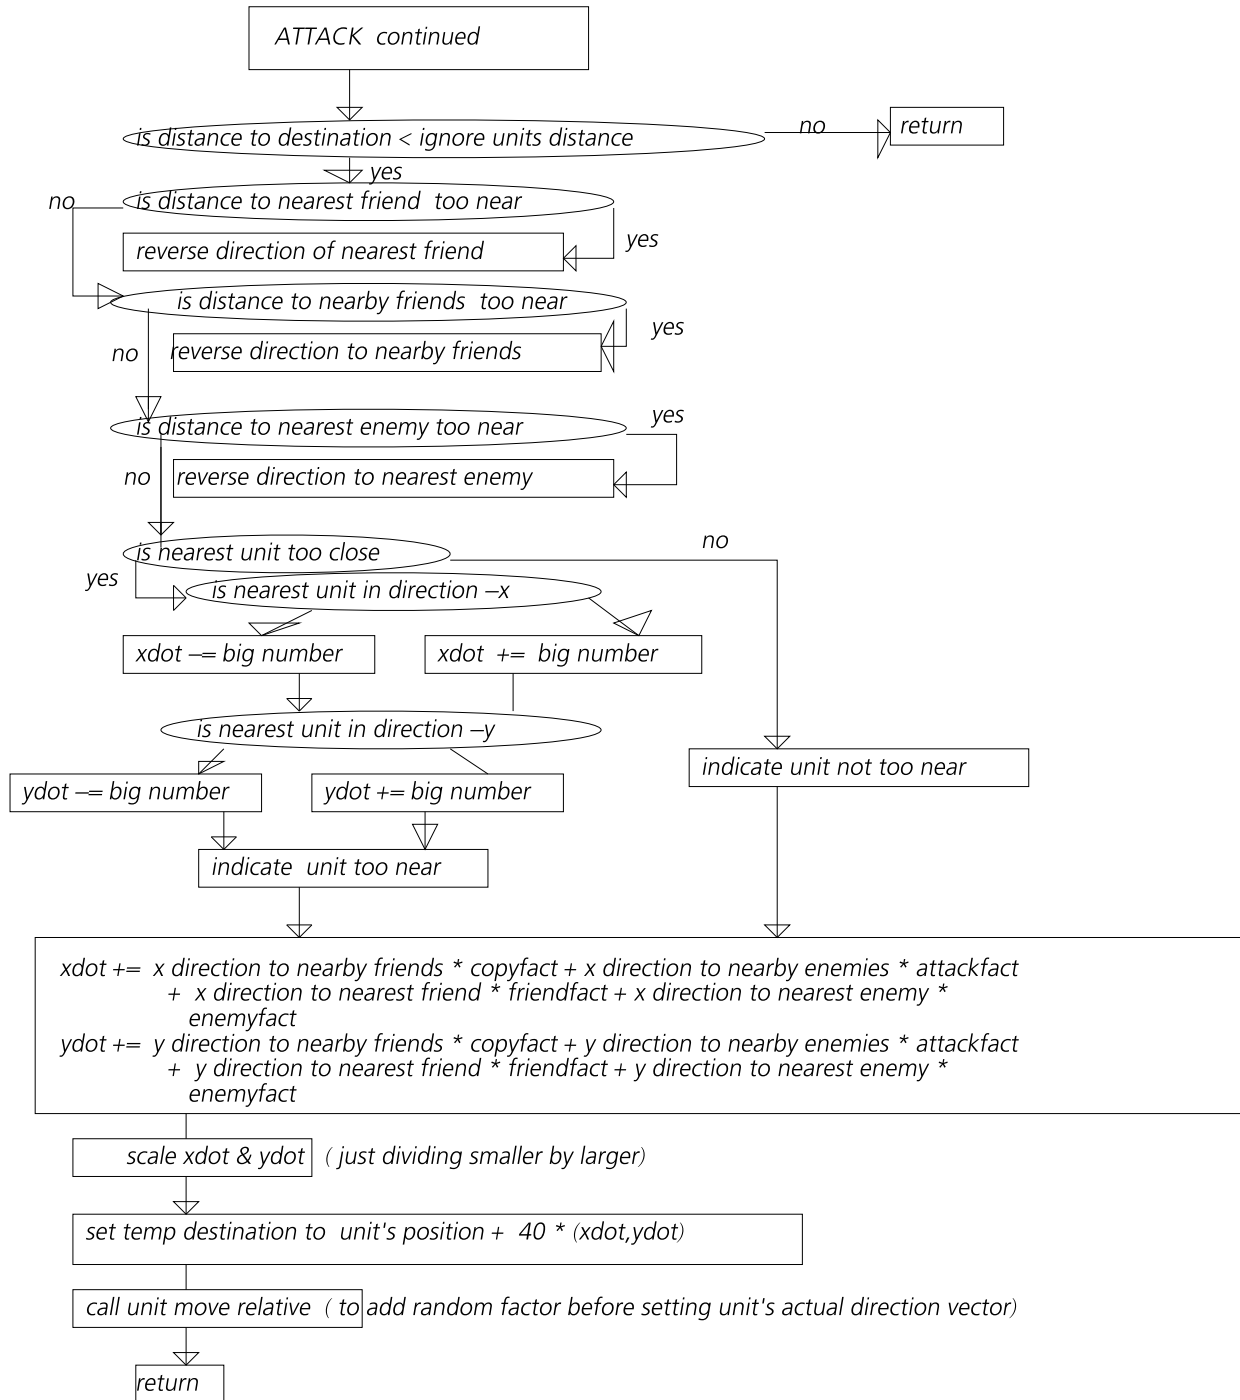 ATTACK continued
is distance to destination < ignore units distance
no
return
yes
no
is distance to nearest friend too near
yes
reverse direction of nearest friend
is distance to nearby friends too near
yes
no
reverse direction to nearby friends
yes
is distance to nearest enemy too near
no
reverse direction to nearest enemy
no
is nearest unit too close
yes
is nearest unit in direction –x
xdot –= big number
xdot += big number
is nearest unit in direction –y
indicate unit not too near
ydot –= big number
ydot += big number
indicate unit too near
xdot += x direction to nearby friends * copyfact + x direction to nearby enemies * attackfact
+ x direction to nearest friend * friendfact + x direction to nearest enemy *
enemyfact
ydot += y direction to nearby friends * copyfact + y direction to nearby enemies * attackfact
+ y direction to nearest friend * friendfact + y direction to nearest enemy *
enemyfact
scale xdot & ydot ( just dividing smaller by larger)
set temp destination to unit's position + 40 * (xdot,ydot)
call unit move relative ( to add random factor before setting unit's actual direction vector)
return